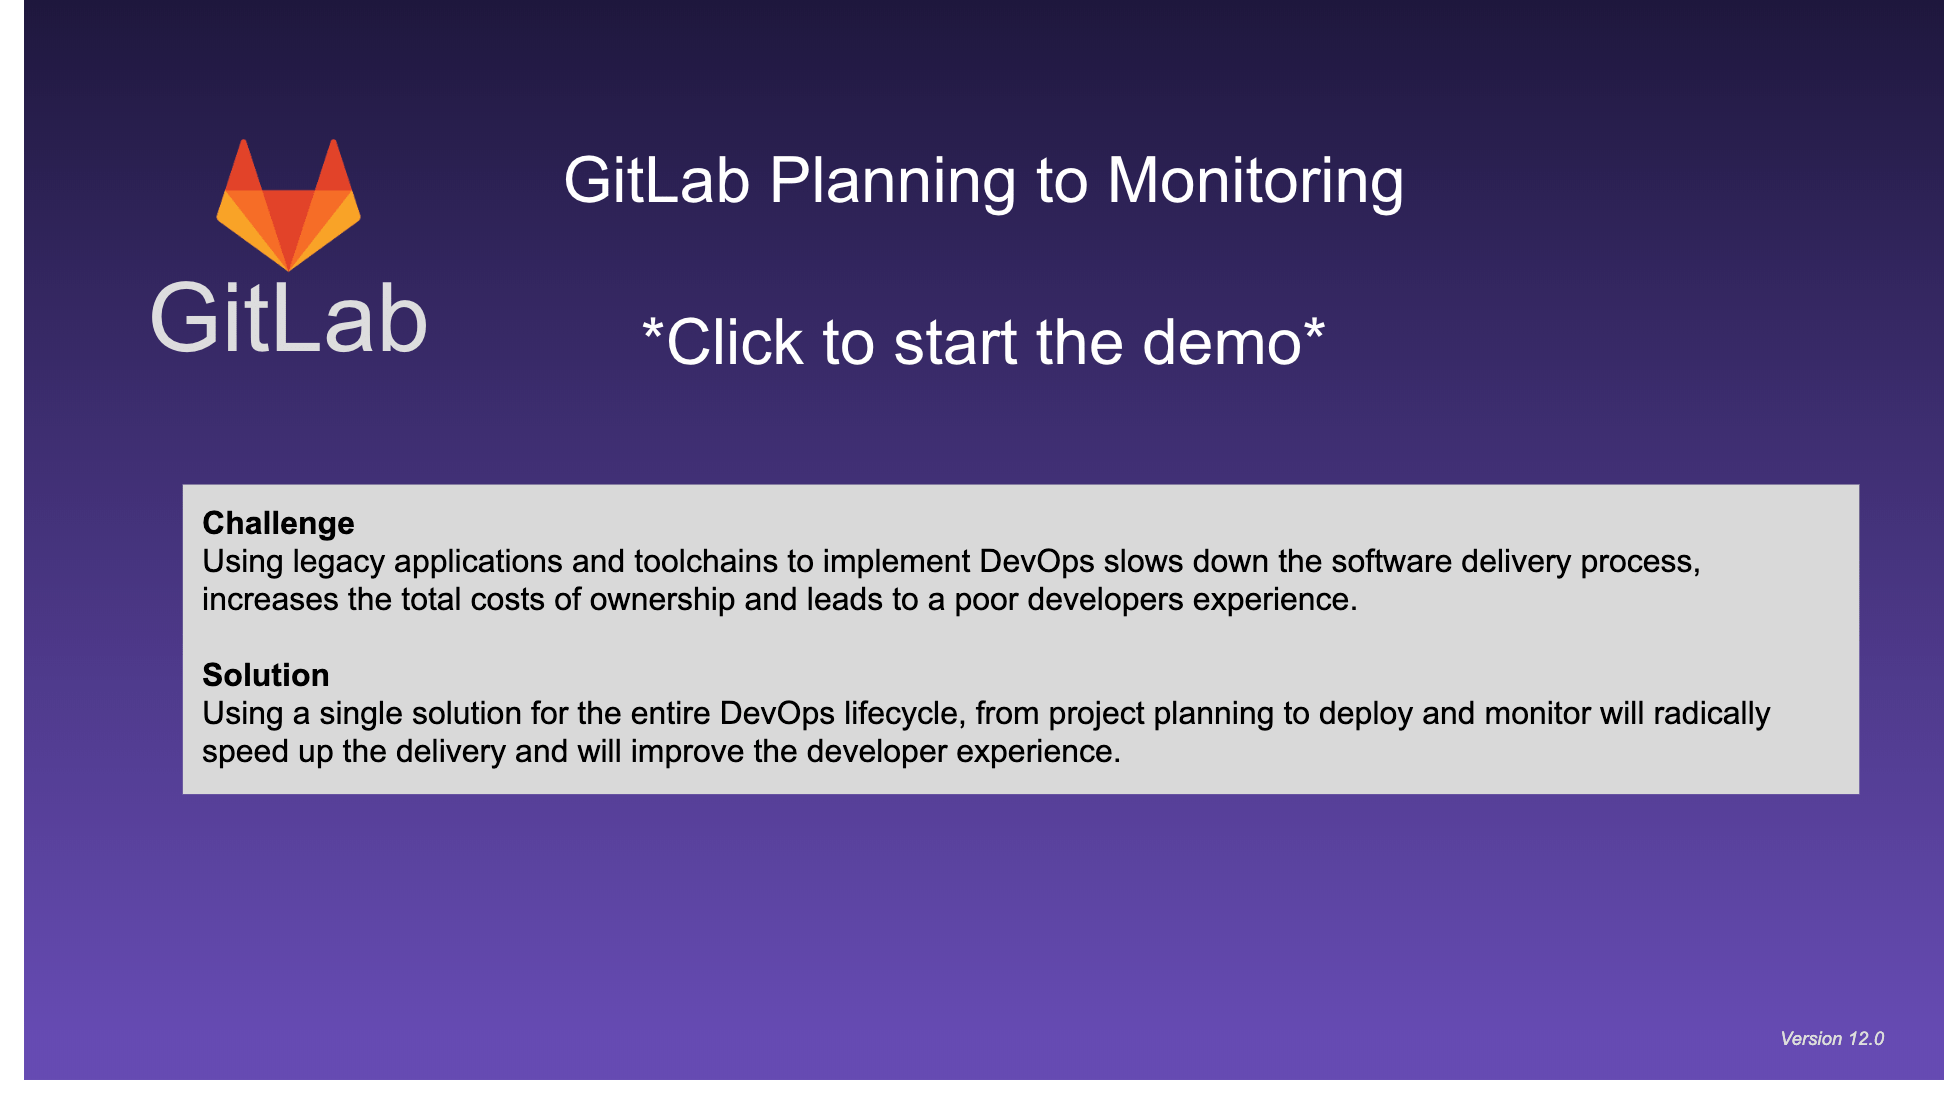 GitLab
GitLab Planning to Monitoring
*Click to start the demo*
Challenge
Using legacy applications and toolchains to implement DevOps slows down the software delivery process,
increases the total costs of ownership and leads to a poor developers experience.
Solution
Using a single solution for the entire DevOps lifecycle, from project planning to deploy and monitor will radically
speed up the delivery and will improve the developer experience.
Version 12.0